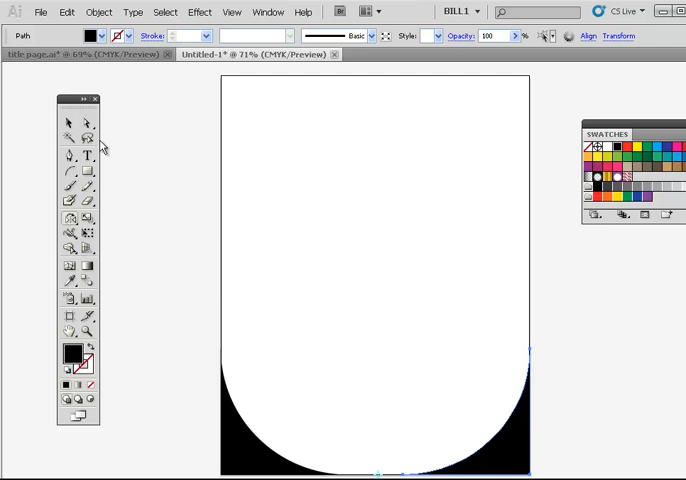 Ai File Edit Object Type Select Effect View Window Help Br BILL1 CS Live
Path Stroke: Basic Style: Opacity: 100 % Align Transform
title page.ai* @ 69% (CMYK/Preview) Untitled-1* @ 71% (CMYK/Preview)
SWATCHES
T